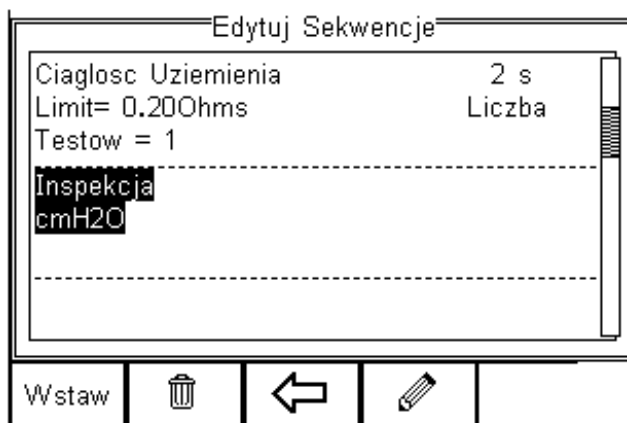 Edytuj Sekwencje
Ciaglosc Uziemienia 2 s
Limit= 0.20Ohms Liczba
Testow = 1
Inspekcja
cmH2O
Wstaw